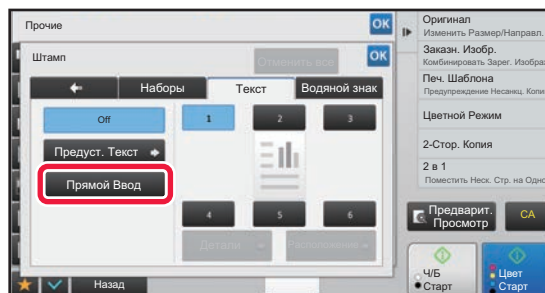 Прочие
OK
Штамп
Отменить все
OK
Наборы
Текст
Водяной знак
Off
1
2
3
Предуст. Текст
Прямой Ввод
4
5
6
Детали
Расположение
Назад
Оригинал
Изменить Размер/Направл.
Заказн. Изобр.
Комбинировать Зарег. Изображ
Печ. Шаблона
Предупреждение Несанкц. Копи
Цветной Режим
2-Стор. Копия
2 в 1
Поместить Неск. Стр. на Одно
Предварит.
Просмотр
CA
Ч/Б
Старт
Цвет
Старт